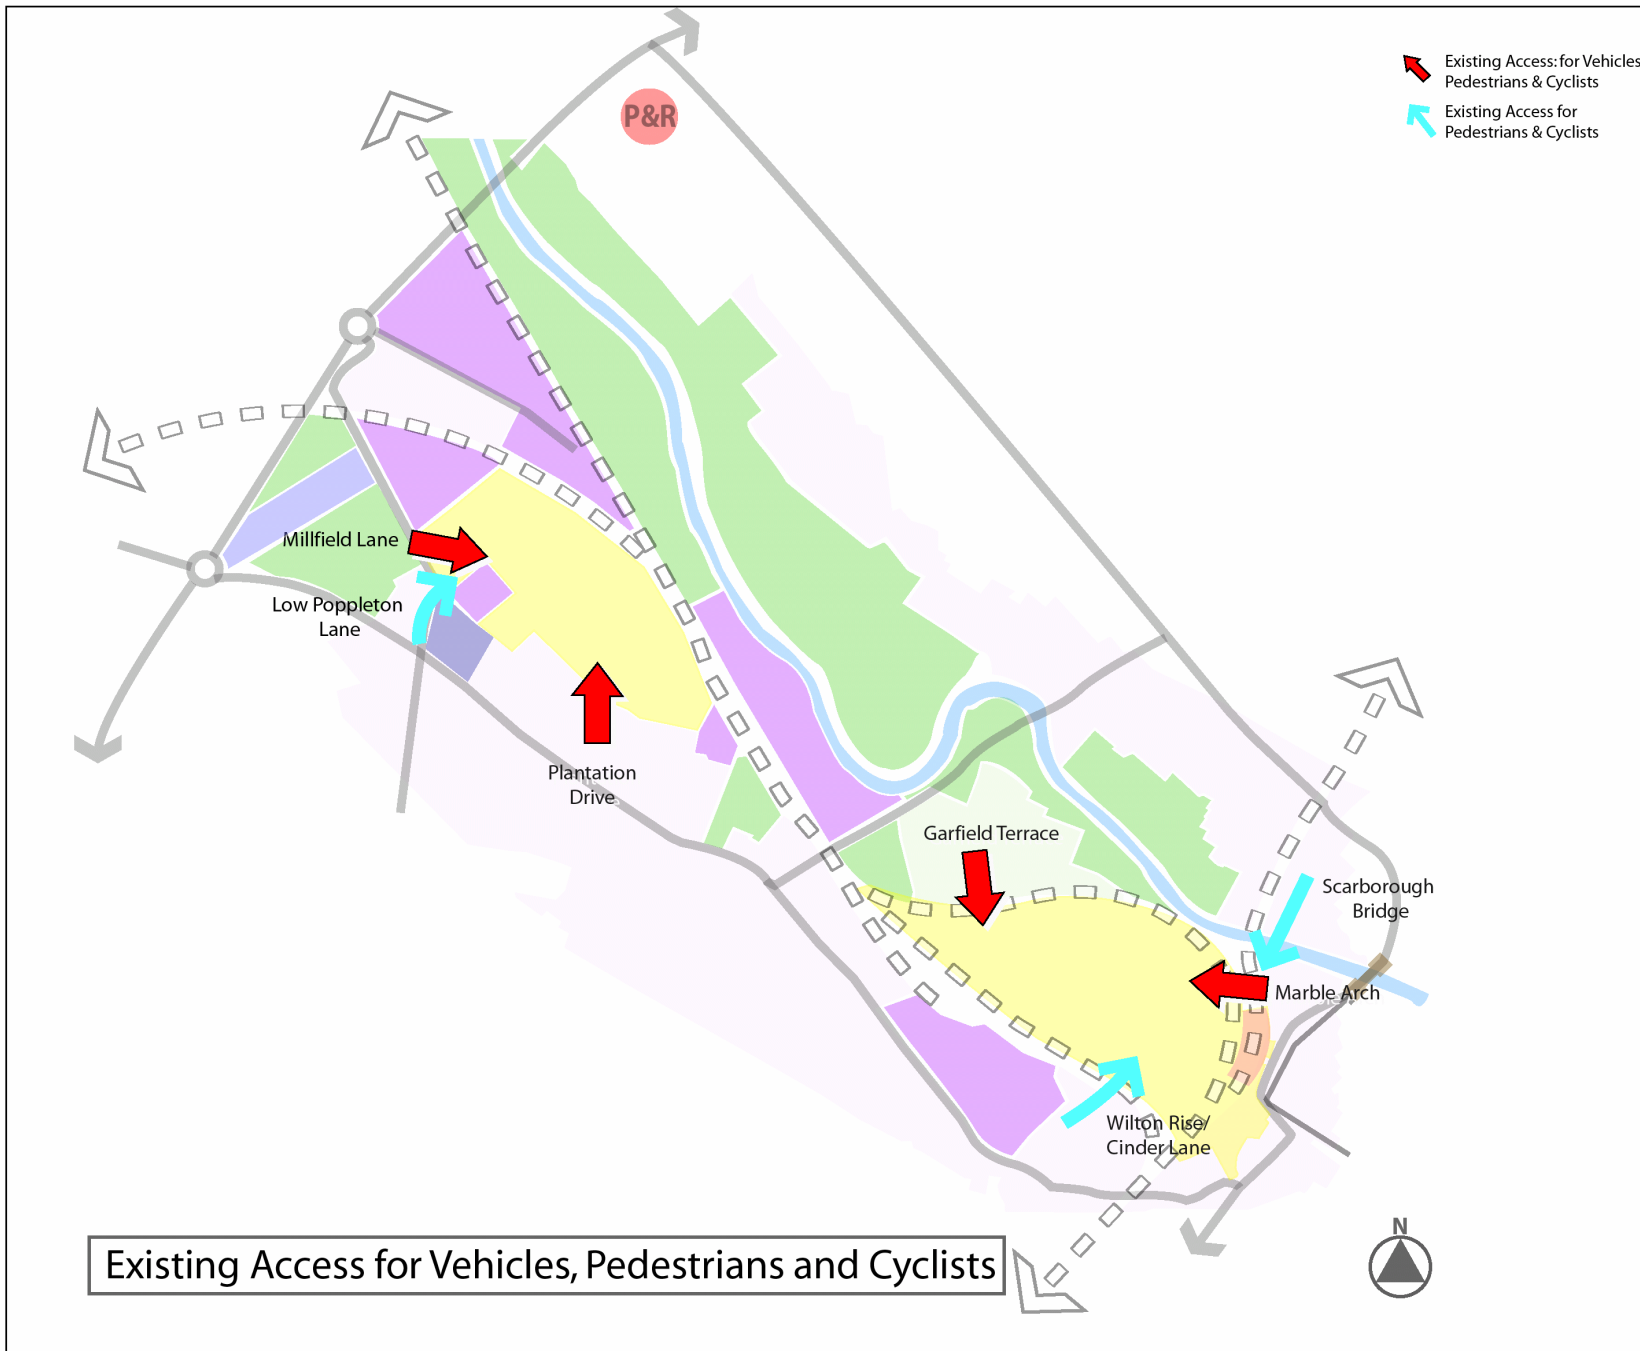 Existing Access: for Vehicles
Pedestrians & Cyclists
Existing Access for
Pedestrians & Cyclists
P&R
Millfield Lane
Low Poppleton
Lane
Plantation
Drive
Garfield Terrace
Scarborough
Bridge
Marble Arch
Wilton Rise/
Cinder Lane
Existing Access for Vehicles, Pedestrians and Cyclists
N